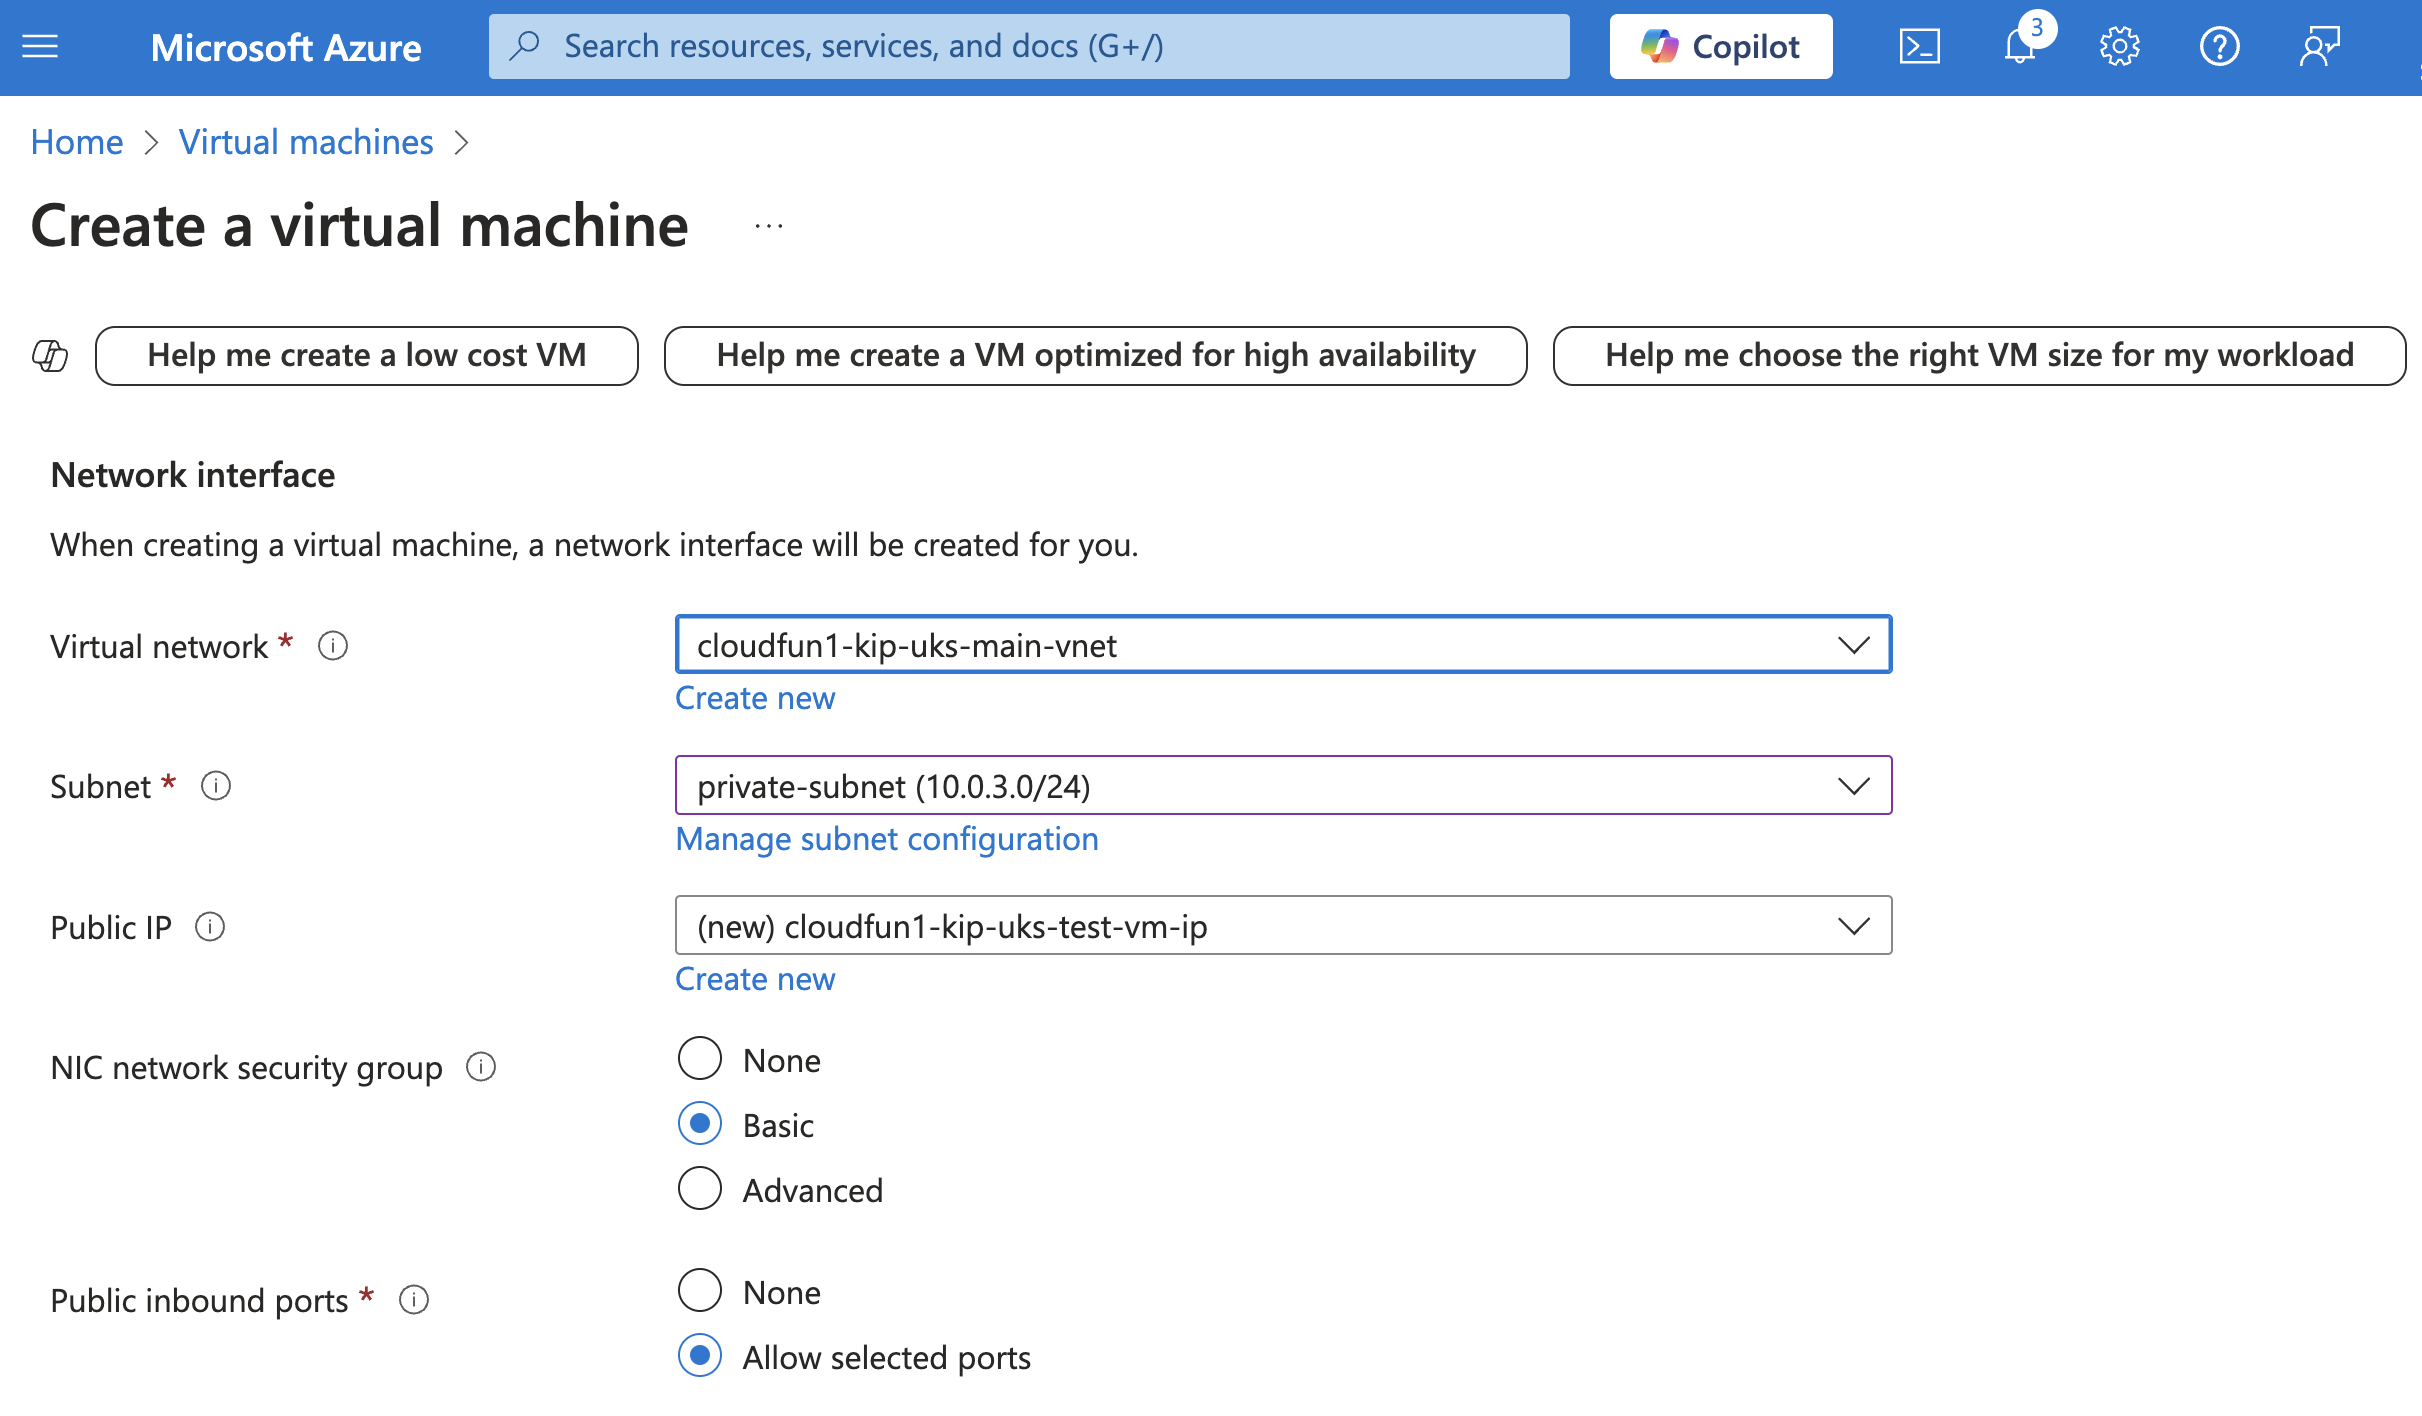 Microsoft Azure
Search resources, services, and docs (G+/)
Copilot
3
Home > Virtual machines >
Create a virtual machine ...
Help me create a low cost VM
Help me create a VM optimized for high availability
Help me choose the right VM size for my workload
Network interface
When creating a virtual machine, a network interface will be created for you.
Virtual network *
cloudfun1-kip-uks-main-vnet
Create new
Subnet *
private-subnet (10.0.3.0/24)
Manage subnet configuration
Public IP
(new) cloudfun1-kip-uks-test-vm-ip
Create new
NIC network security group
None
Basic
Advanced
Public inbound ports *
None
Allow selected ports